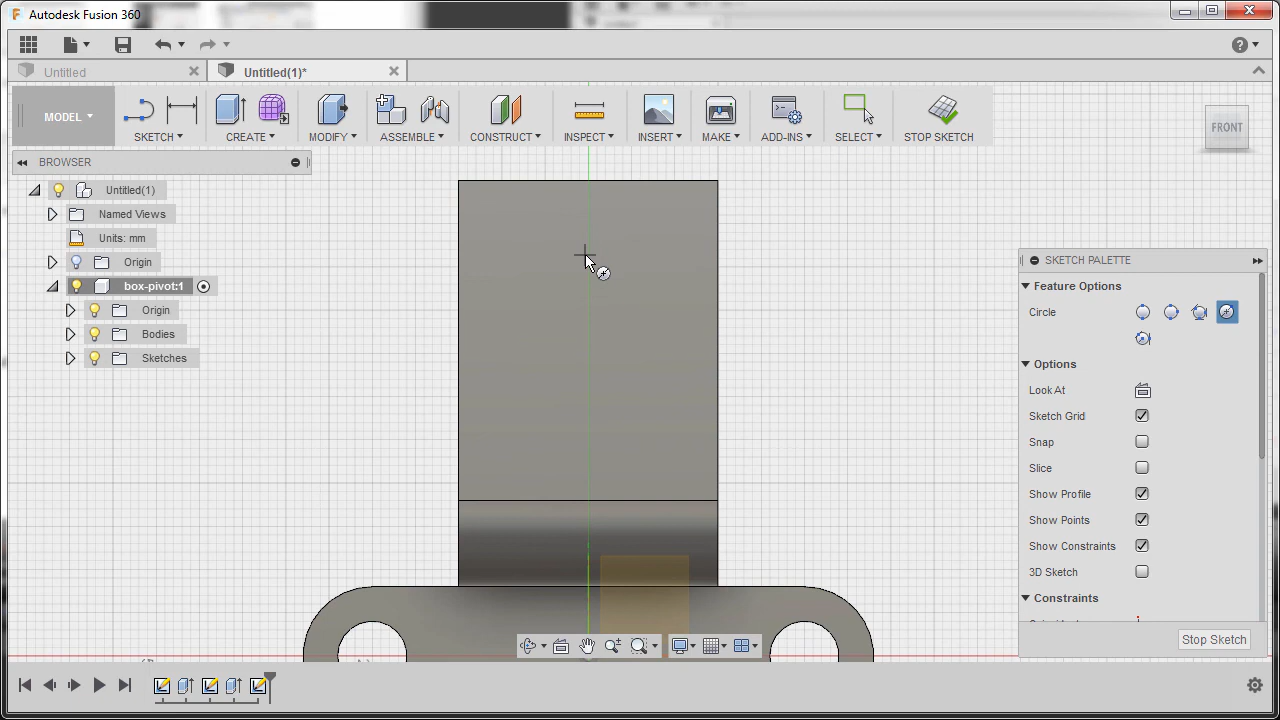 Autodesk Fusion 360
Untitled
Untitled(1)*
MODEL
SKETCH
CREATE
MODIFY
ASSEMBLE
CONSTRUCT
INSPECT
INSERT
MAKE
ADD-INS
SELECT
STOP SKETCH
FRONT
BROWSER
Untitled(1)
Named Views
Units: mm
Origin
box-pivot:1
Origin
Bodies
Sketches
SKETCH PALETTE
Feature Options
Circle
Options
Look At
Sketch Grid
Snap
Slice
Show Profile
Show Points
Show Constraints
3D Sketch
Constraints
Stop Sketch